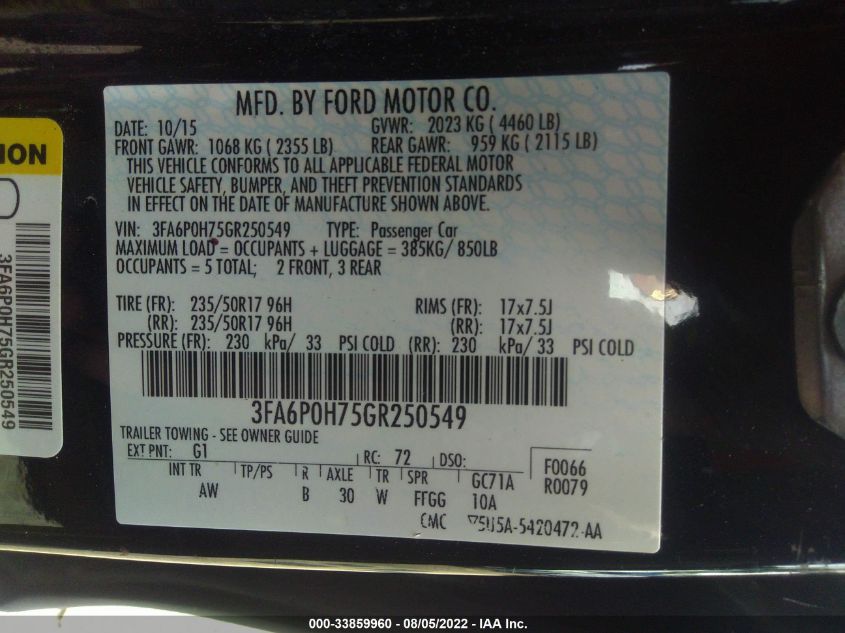 MFD. BY FORD MOTOR CO.
DATE: 10/15 GVWR: 2023 KG ( 4460 LB)
FRONT GAWR: 1068 KG ( 2355 LB) REAR GAWR: 959 KG ( 2115 LB)
THIS VEHICLE CONFORMS TO ALL APPLICABLE FEDERAL MOTOR
VEHICLE SAFETY, BUMPER, AND THEFT PREVENTION STANDARDS
IN EFFECT ON THE DATE OF MANUFACTURE SHOWN ABOVE.
VIN: 3FA6P0H75GR250549 TYPE: Passenger Car
MAXIMUM LOAD = OCCUPANTS + LUGGAGE = 385KG/ 850LB
OCCUPANTS = 5 TOTAL; 2 FRONT, 3 REAR
TIRE (FR): 235/50R17 96H RIMS (FR): 17x7.5J
(RR): 235/50R17 96H (RR): 17x7.5J
PRESSURE (FR): 230 kPa/ 33 PSI COLD (RR): 230 kPa/ 33 PSI COLD
3FA6P0H75GR250549
TRAILER TOWING - SEE OWNER GUIDE
EXT PNT: G1 RC: 72 DSO: F0066
INT TR TP/PS R AXLE TR SPR GC71A R0079
AW B 30 W FFGG 10A
CMC 5U5A-5420472-AA
ION
3FA6P0H75GR250549
000-33859960 - 08/05/2022 - IAA Inc.